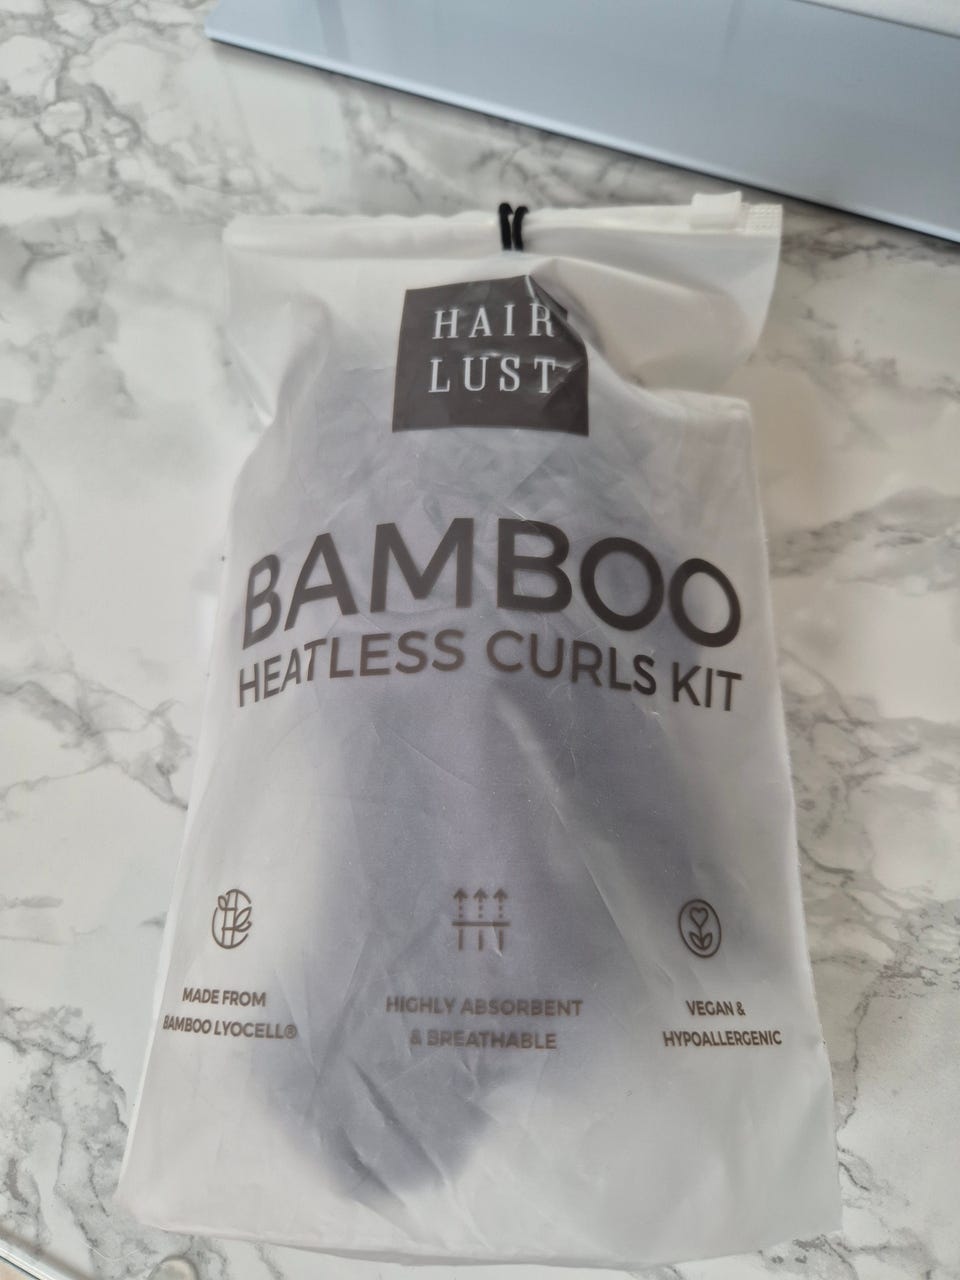 HAIR
LUST
BAMBOO
HEATLESS CURLS KIT
MADE FROM
BAMBOO LYOCELL®
HIGHLY ABSORBENT
& BREATHABLE
VEGAN &
HYPOALLERGENIC